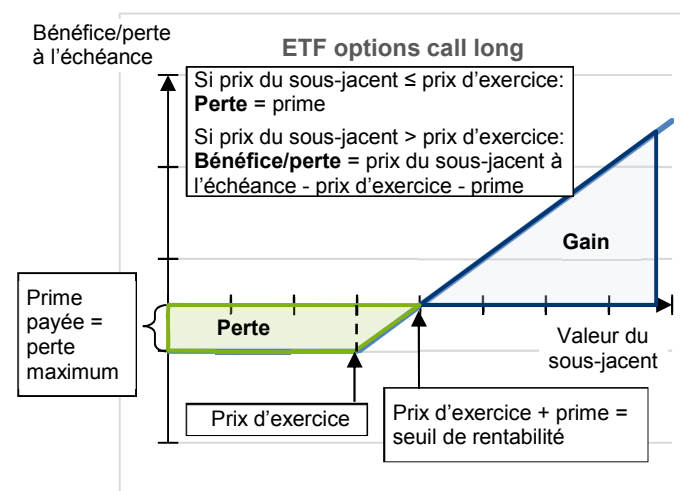 Bénéfice/perte
à l'échéance
ETF options call long
Si prix du sous-jacent ≤ prix d'exercice:
Perte = prime
Si prix du sous-jacent > prix d'exercice:
Bénéfice/perte = prix du sous-jacent à
l'échéance - prix d'exercice - prime
Gain
Prime
payée =
perte
maximum
Perte
Valeur du
sous-jacent
Prix d'exercice
Prix d'exercice + prime =
seuil de rentabilité